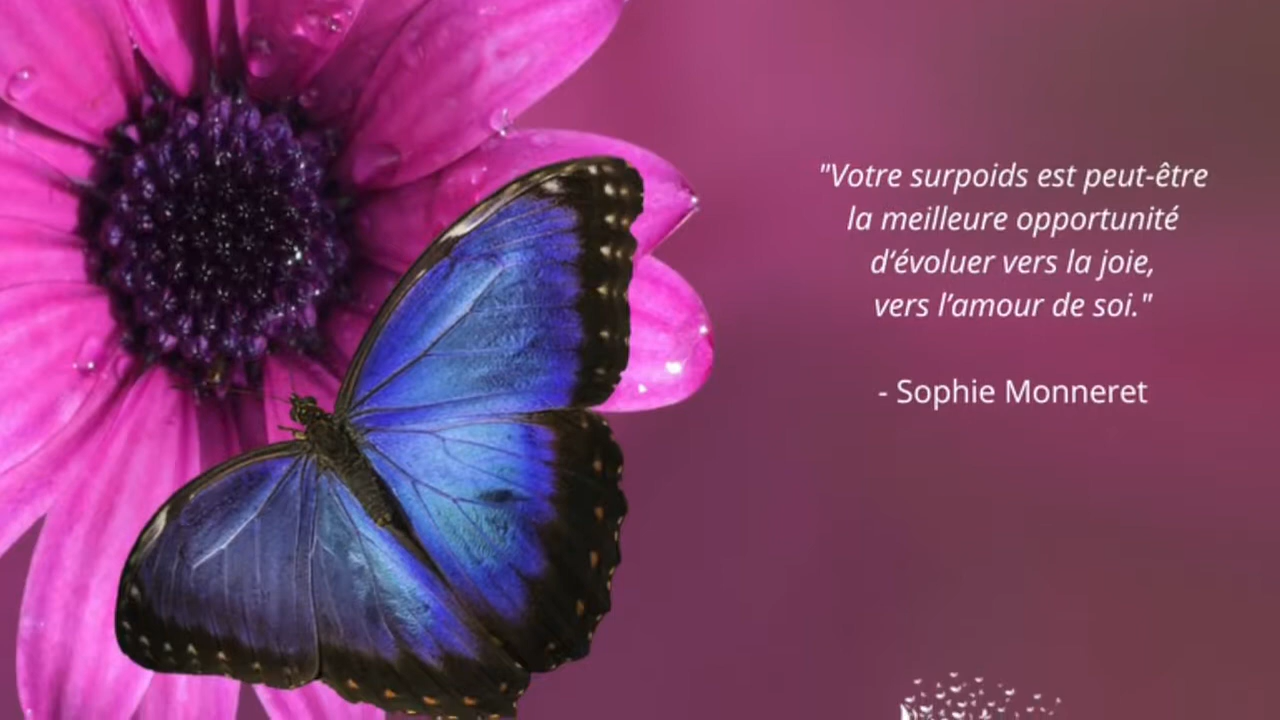 "Votre surpoids est peut-être
la meilleure opportunité
d'évoluer vers la joie,
vers l'amour de soi."
- Sophie Monneret